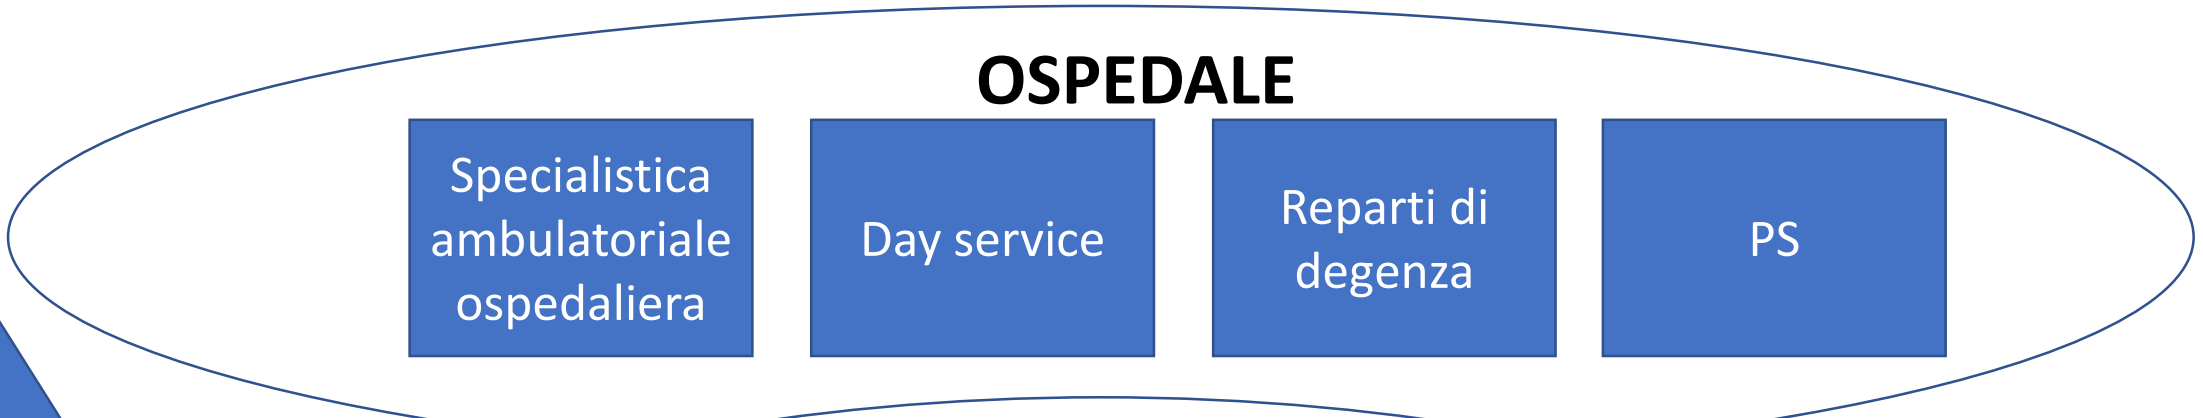 OSPEDALE
Specialistica
ambulatoriale
ospedaliera
Day service
Reparti di
degenza
PS